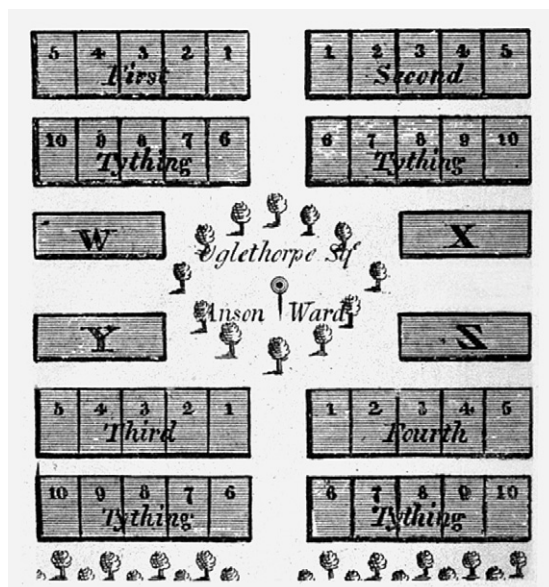 5 4 3 2 1
First
1 2 3 4 5
Second
10 9 8 7 6
Tything
6 7 8 9 10
Tything
W
X
Oglethorpe Sqr
Anson Ward
Y
Z
5 4 3 2 1
Third
1 2 3 4 5
Fourth
10 9 8 7 6
Tything
6 7 8 9 10
Tything